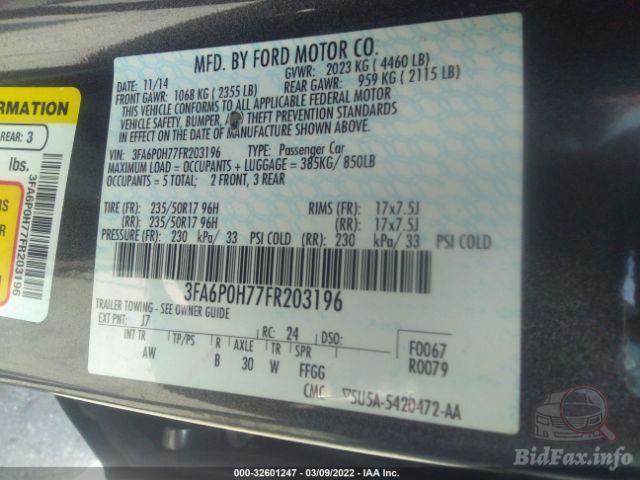 MFD. BY FORD MOTOR CO.
DATE: 11/14 GVWR: 2023 KG ( 4460 LB)
FRONT GAWR: 1068 KG ( 2355 LB) REAR GAWR: 959 KG ( 2115 LB)
THIS VEHICLE CONFORMS TO ALL APPLICABLE FEDERAL MOTOR
VEHICLE SAFETY, BUMPER, THEFT PREVENTION STANDARDS
IN EFFECT ON THE DATE OF MANUFACTURE SHOWN ABOVE.
VIN: 3FA6P0H77FR203196 TYPE: Passenger Car
MAXIMUM LOAD = OCCUPANTS + LUGGAGE = 385KG/ 850LB
OCCUPANTS = 5 TOTAL; 2 FRONT, 3 REAR
TIRE (FR): 235/50R17 96H RIMS (FR): 17x7.5J
(RR): 235/50R17 96H (RR): 17x7.5J
PRESSURE (FR): 230 kPa/ 33 PSI COLD (RR): 230 kPa/ 33 PSI COLD
3FA6P0H77FR203196
TRAILER TOWING - SEE OWNER GUIDE
EXT PNT: J7 RC: 24 DSO:
INT TR TP/PS R AXLE TR SPR
AW B 30 W FFGG
F0067
R0079
CMC ▽5U5A-5420472-AA
ORMATION
REAR: 3
lbs.
3FA6P0H77FR203196
000-32601247 - 03/09/2022 - IAA Inc.
BidFax.info